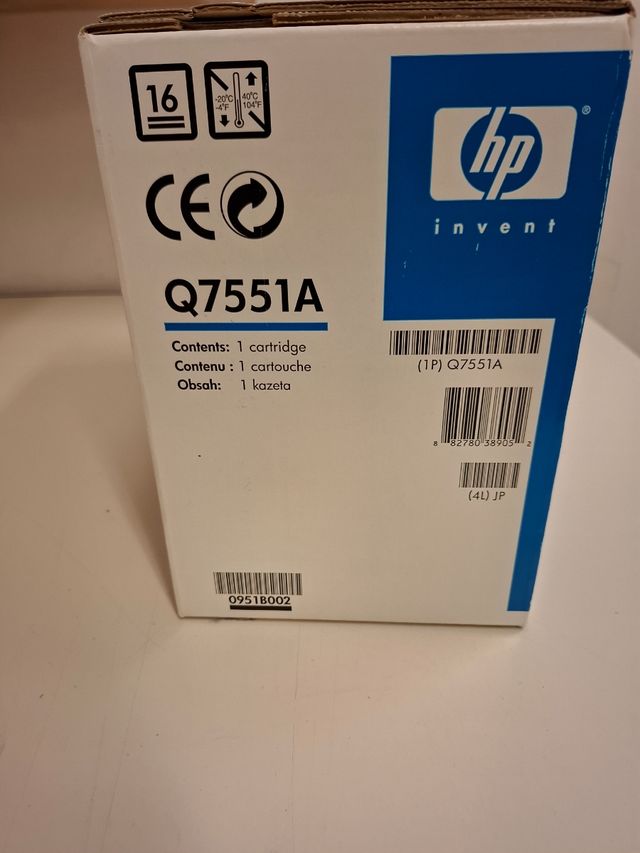 16
-20°C
-4°F
40°C
104°F
CE
hp
®
invent
Q7551A
Contents: 1 cartridge
Contenu : 1 cartouche
Obsah: 1 kazeta
(1P) Q7551A
8 82780 38905 2
(4L) JP
0951B002